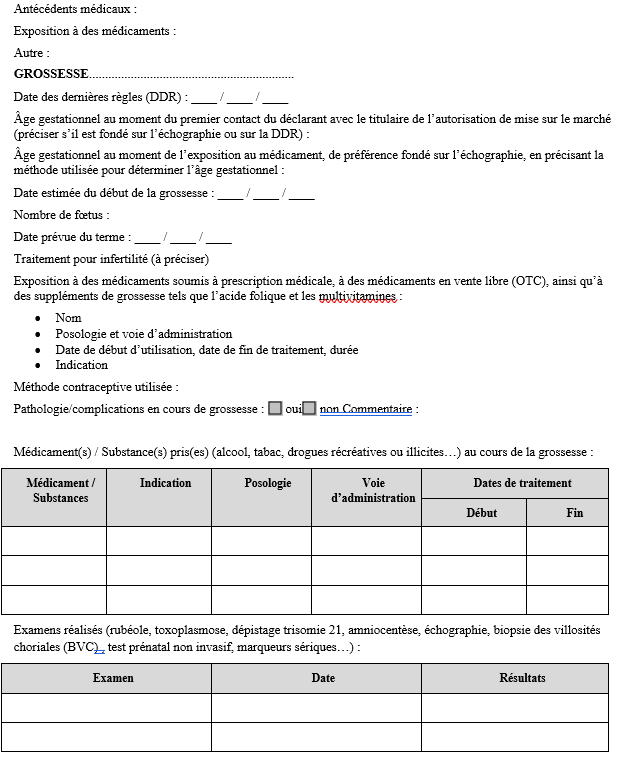 Antécédents médicaux :
Exposition à des médicaments :
Autre :
GROSSESSE...............................................................
Date des dernières règles (DDR) : ____ / ____ / ____
Âge gestationnel au moment du premier contact du déclarant avec le titulaire de l’autorisation de mise sur le marché
(préciser s’il est fondé sur l’échographie ou sur la DDR) :
Âge gestationnel au moment de l’exposition au médicament, de préférence fondé sur l’échographie, en précisant la
méthode utilisée pour déterminer l’âge gestationnel :
Date estimée du début de la grossesse : ____ / ____ / ____
Nombre de fœtus :
Date prévue du terme : ____ / ____ / ____
Traitement pour infertilité (à préciser)
Exposition à des médicaments soumis à prescription médicale, à des médicaments en vente libre (OTC), ainsi qu’à
des suppléments de grossesse tels que l’acide folique et les multivitamines :
• Nom
• Posologie et voie d’administration
• Date de début d’utilisation, date de fin de traitement, durée
• Indication
Méthode contraceptive utilisée :
Pathologie/complications en cours de grossesse : oui non Commentaire :
Médicament(s) / Substance(s) pris(es) (alcool, tabac, drogues récréatives ou illicites…) au cours de la grossesse :
Médicament / Substances Indication Posologie Voie d’administration Dates de traitement
Début Fin
Examens réalisés (rubéole, toxoplasmose, dépistage trisomie 21, amniocentèse, échographie, biopsie des villosités
choriales (BVC), test prénatal non invasif, marqueurs sériques…) :
Examen Date Résultats